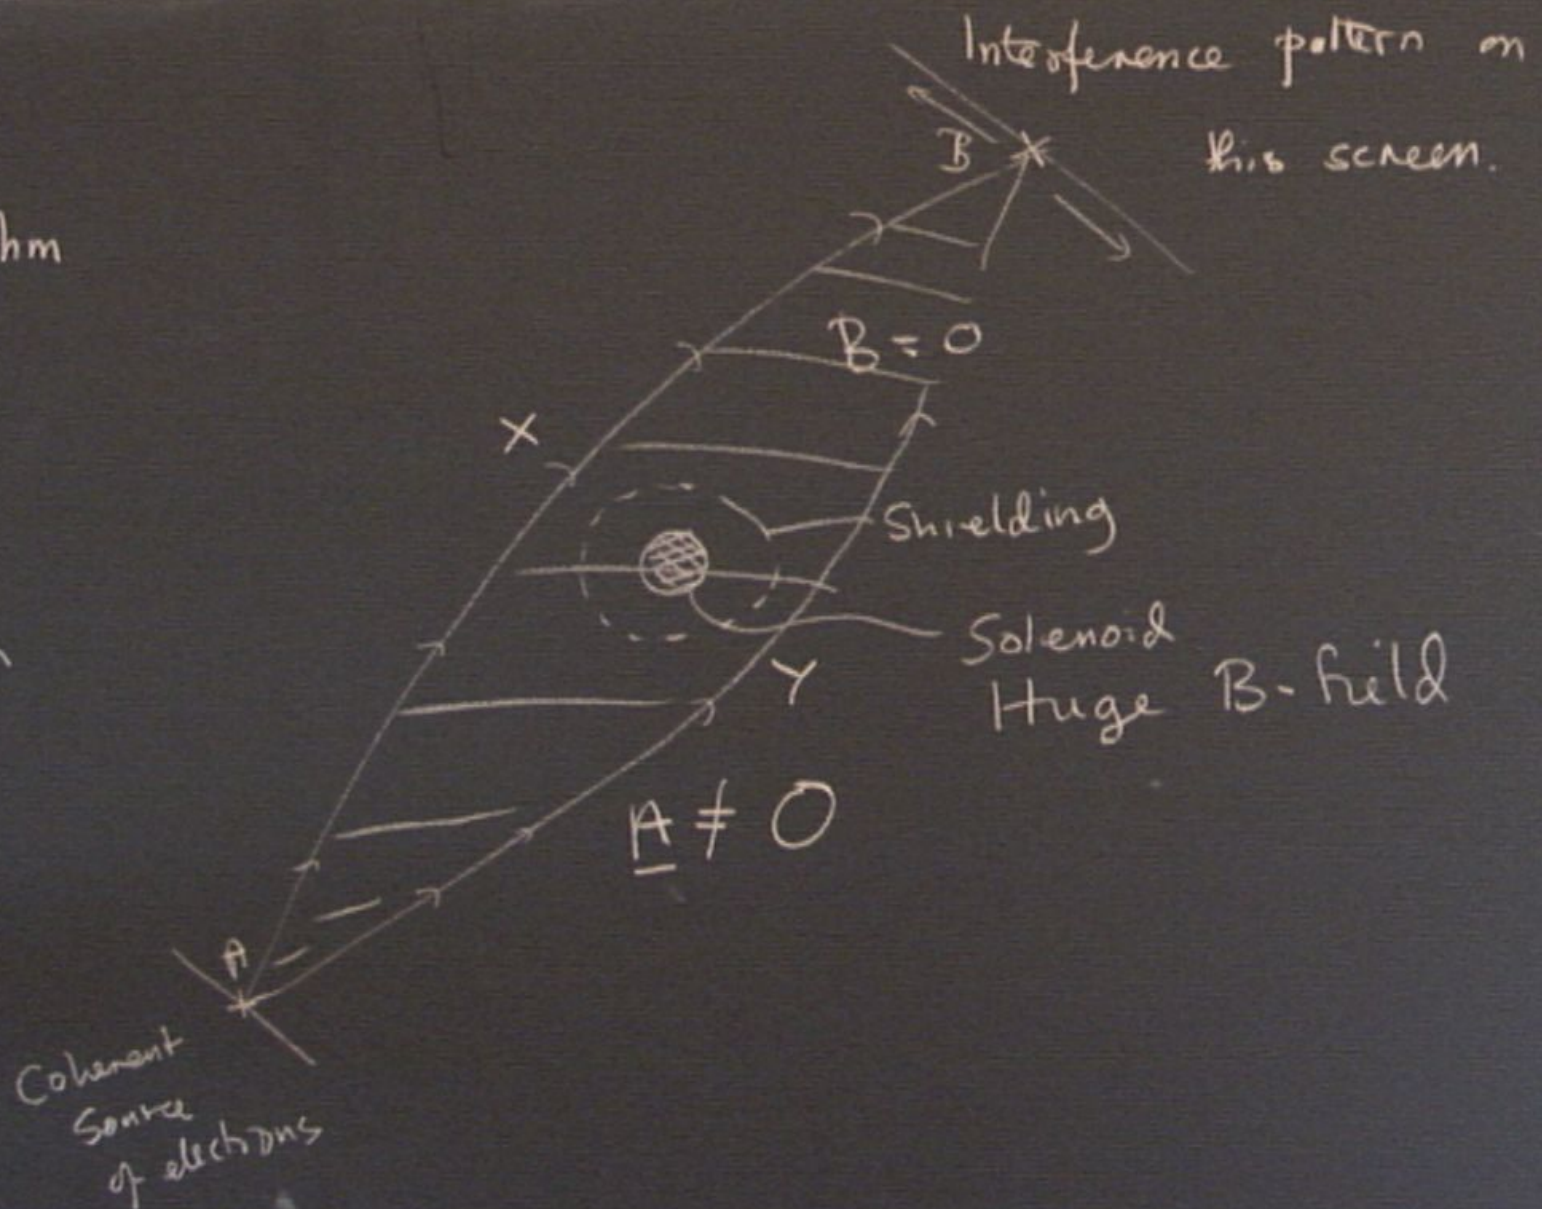 Interference pattern on
this screen.
B
hm
B = 0
X
Shielding
Solenoid
Huge B-field
Y
A ≠ 0
A
Coherent
Source
of electrons